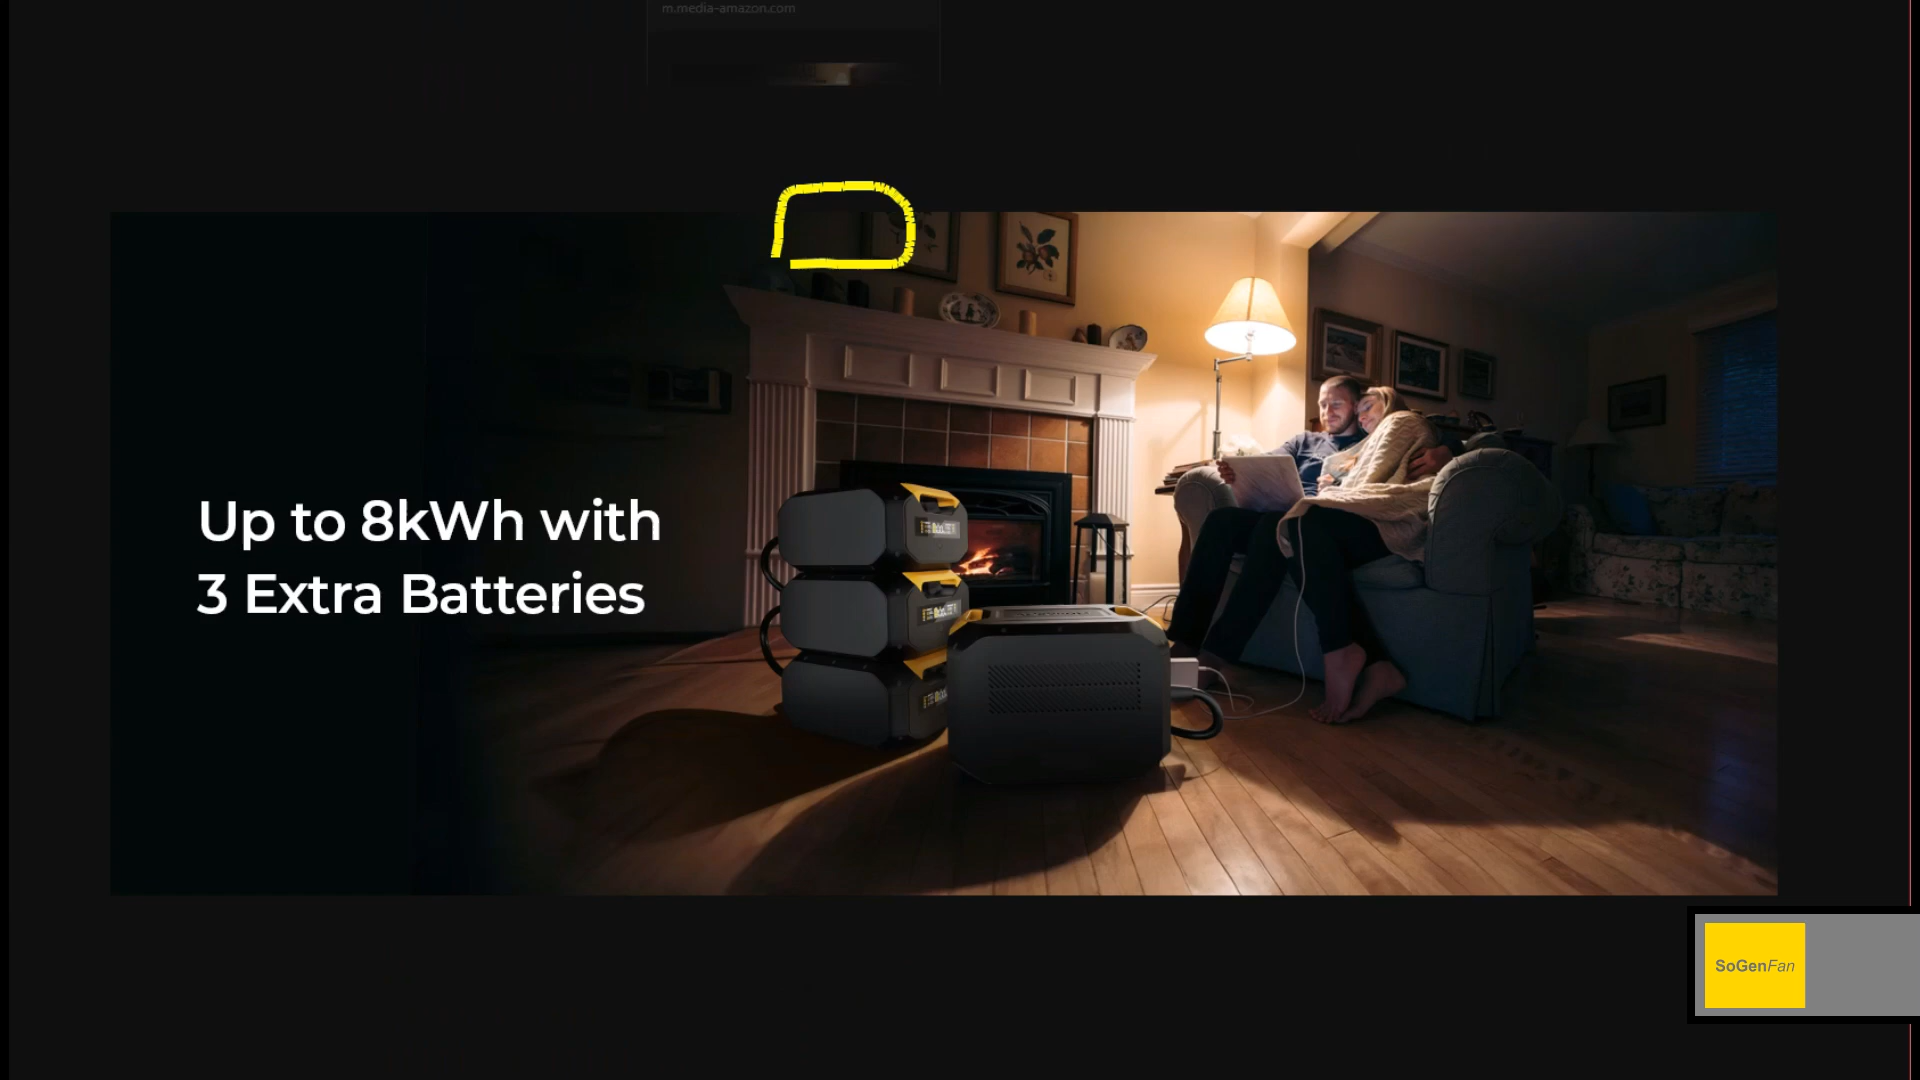 m.media-amazon.com
Up to 8kWh with
3 Extra Batteries
SoGenFan